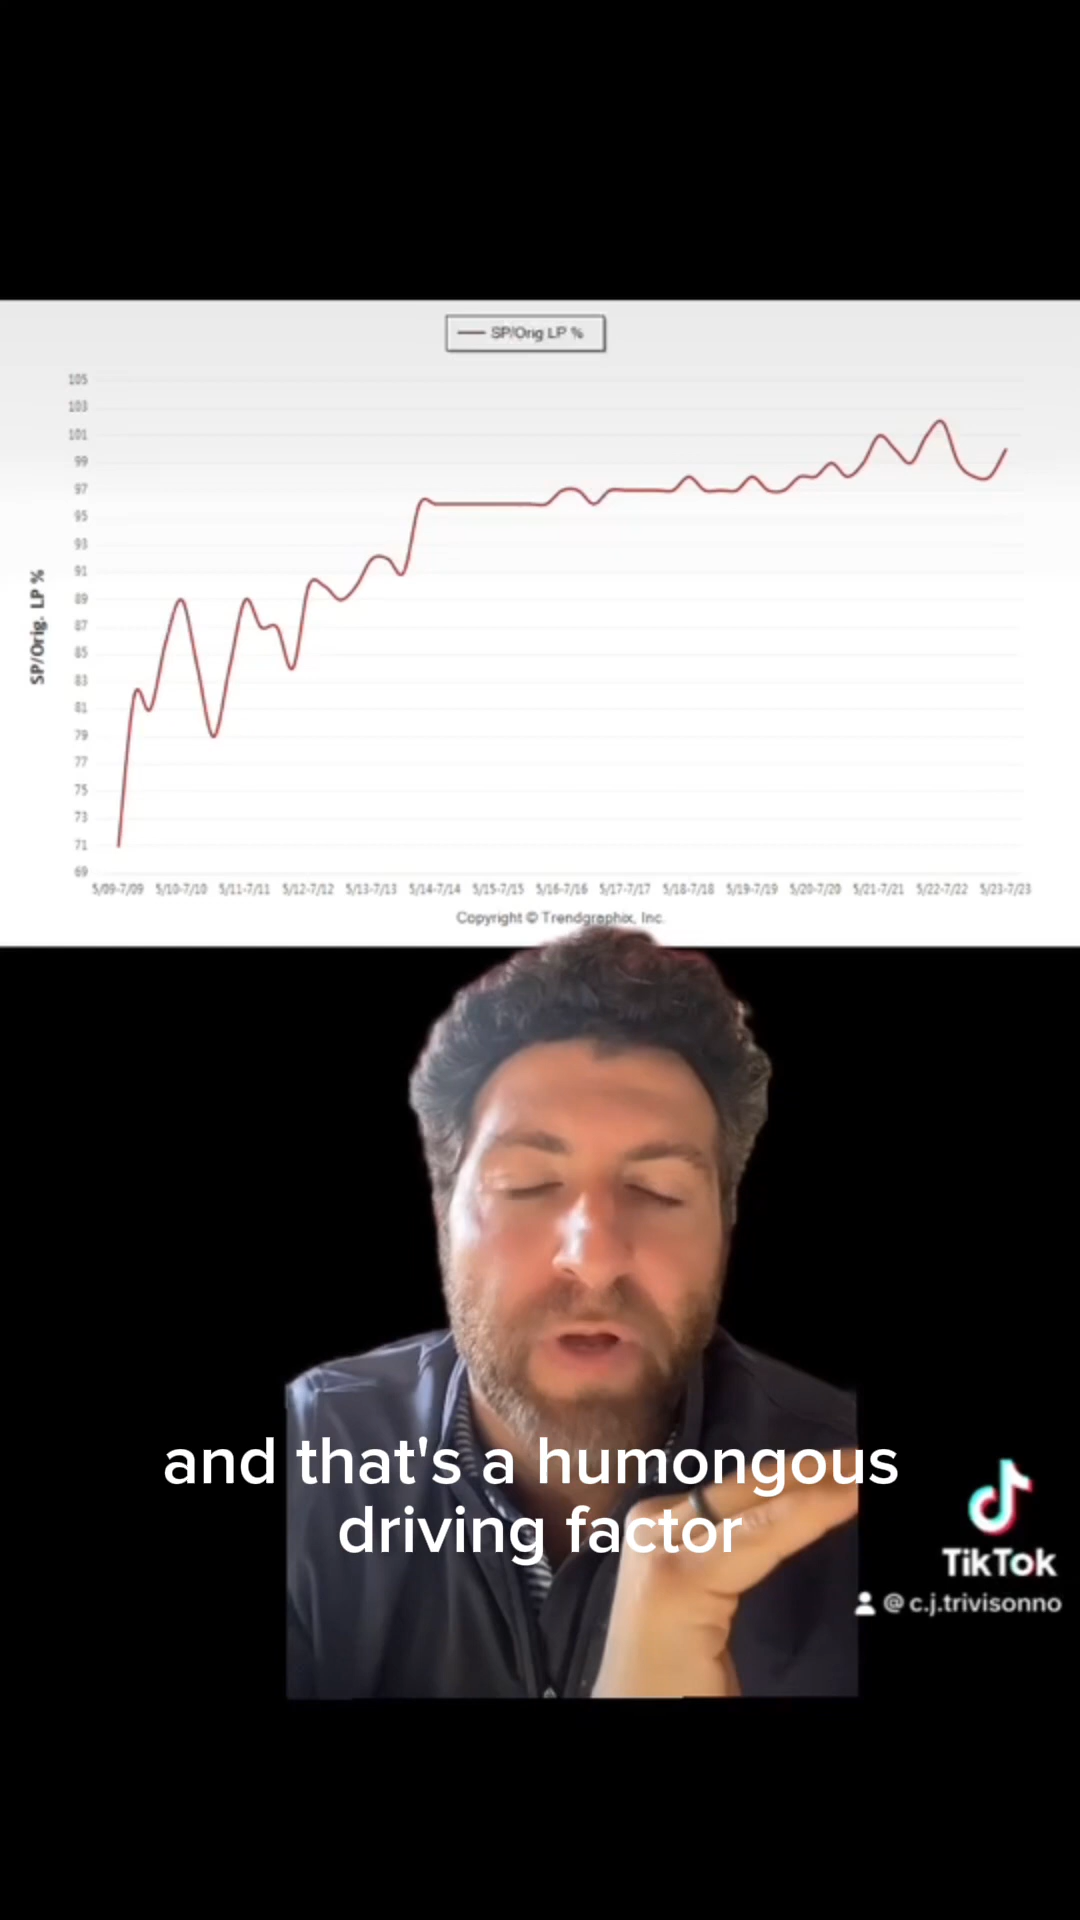 SP/Orig LP %
105
103
101
99
97
95
93
91
89
87
85
83
81
79
77
75
73
71
69
SP/Orig. LP %
5/09-7/09 5/10-7/10 5/11-7/11 5/12-7/12 5/13-7/13 5/14-7/14 5/15-7/15 5/16-7/16 5/17-7/17 5/18-7/18 5/19-7/19 5/20-7/20 5/21-7/21 5/22-7/22 5/23-7/23
Copyright © Trendgraphix, Inc.
and that's a humongous
driving factor
TikTok
@ c.j.trivisonno